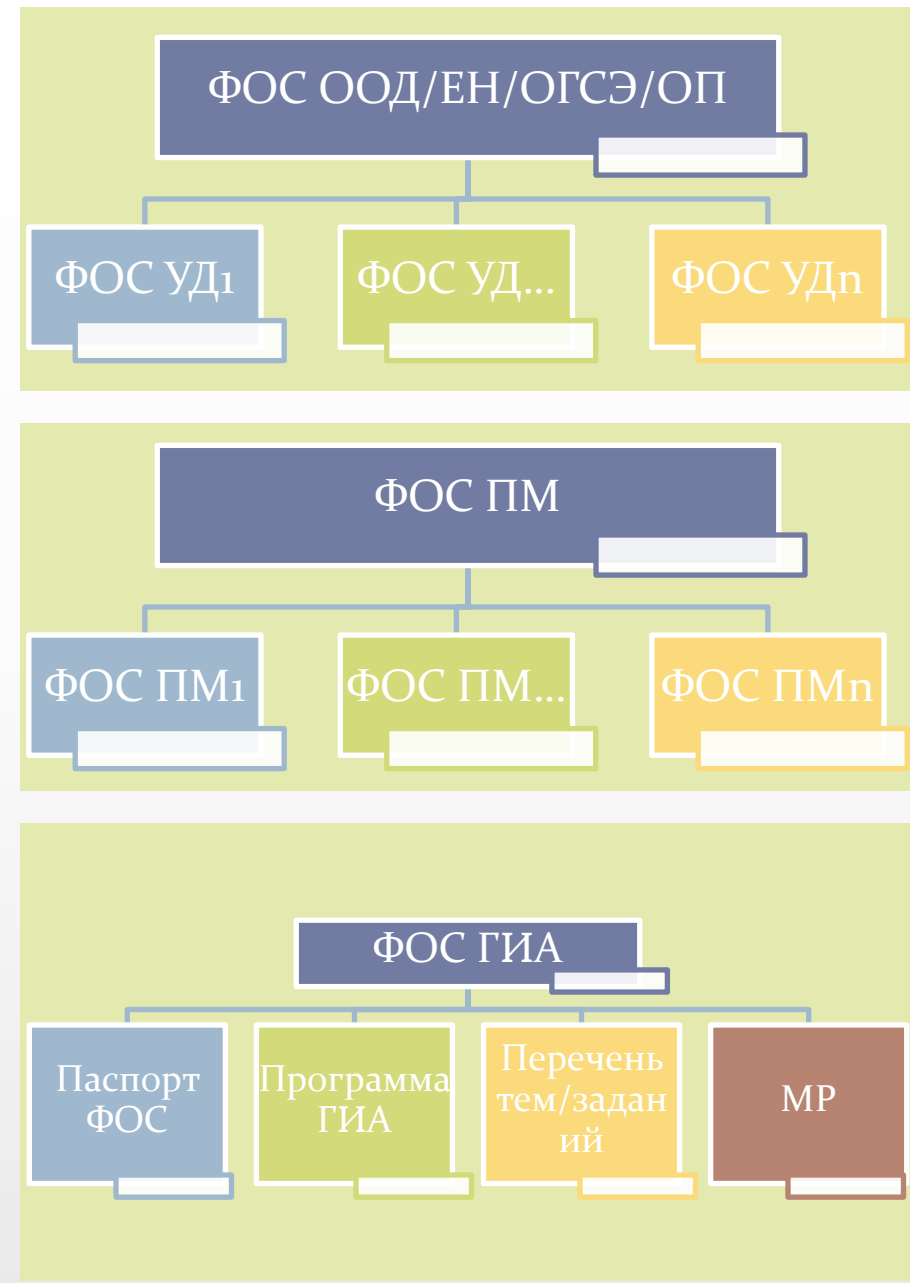 ФОС ООД/ЕН/ОГСЭ/ОП
ФОС УД1
ФОС УД...
ФОС УДn
ФОС ПМ
ФОС ПМ1
ФОС ПМ...
ФОС ПМn
ФОС ГИА
Паспорт
ФОС
Программа
ГИА
Перечень
тем/задан
ий
МР